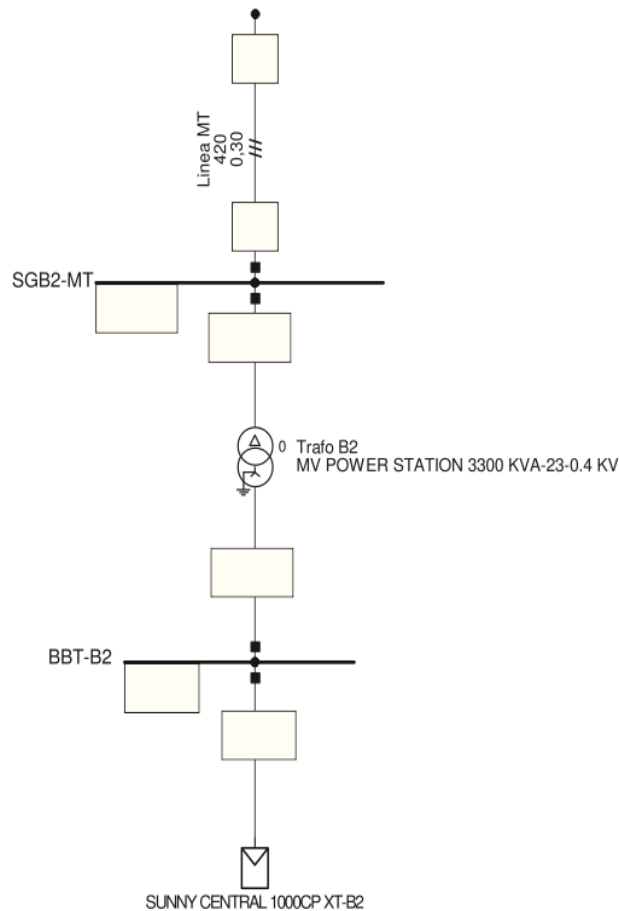 Linea MT
420
0,30
SGB2-MT
0 Trafo B2
MV POWER STATION 3300 KVA-23-0.4 KV
BBT-B2
SUNNY CENTRAL 1000CP XT-B2